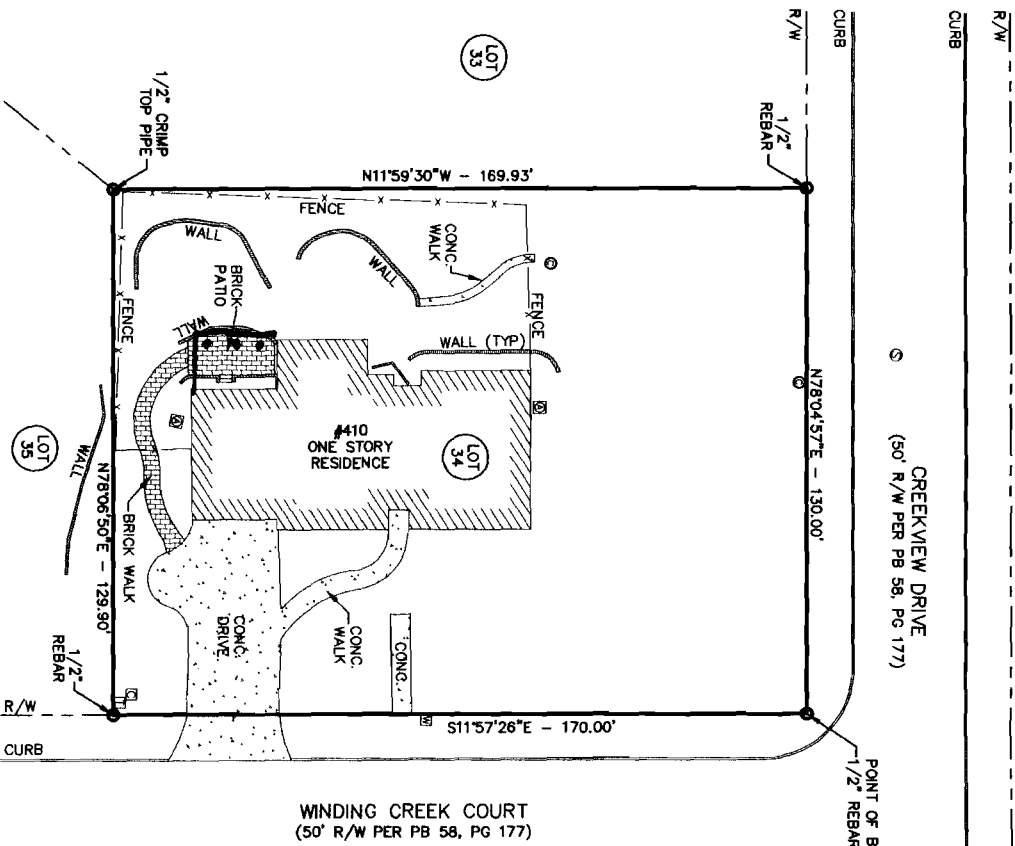 R/W
CURB
CURB
R/W
LOT
33
1/2"
REBAR
1/2" CRIMP
TOP PIPE
N11°59'30"W - 169.93'
FENCE
WALL
WALL
CONC.
WALK
BRICK
PATIO
WALL
FENCE
FENCE
WALL (TYP)
#410
ONE STORY
RESIDENCE
LOT
34
N78°04'57"E - 130.00'
CREEKVIEW DRIVE
(50' R/W PER PB 58, PG 177)
LOT
35
WALL
N78°06'50"E - 129.90'
BRICK WALK
CONC.
DRIVE
CONC.
WALK
CONC.
1/2"
REBAR
C
W
S11°57'26"E - 170.00'
R/W
CURB
POINT OF B
1/2" REBAR
WINDING CREEK COURT
(50' R/W PER PB 58, PG 177)
C
C
S